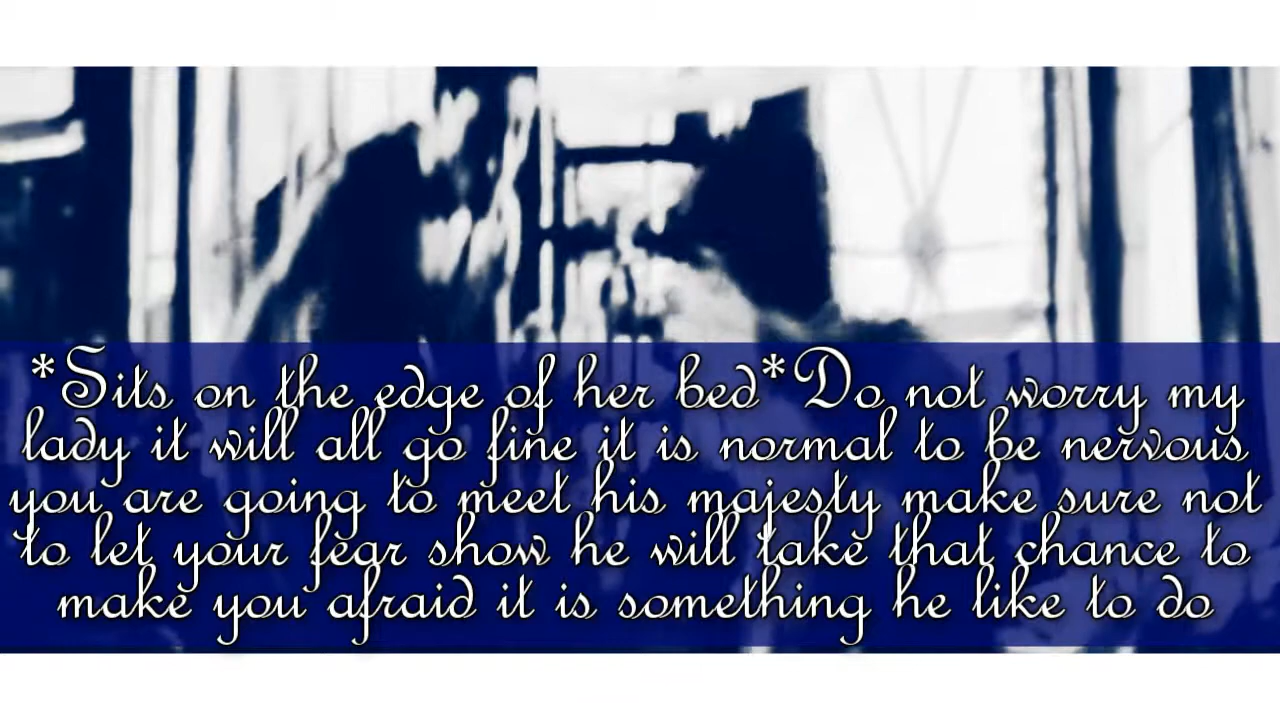 *Sits on the edge of her bed*Do not worry my
lady it will all go fine it is normal to be nervous
you are going to meet his majesty make sure not
to let your fear show he will take that chance to
make you afraid it is something he like to do